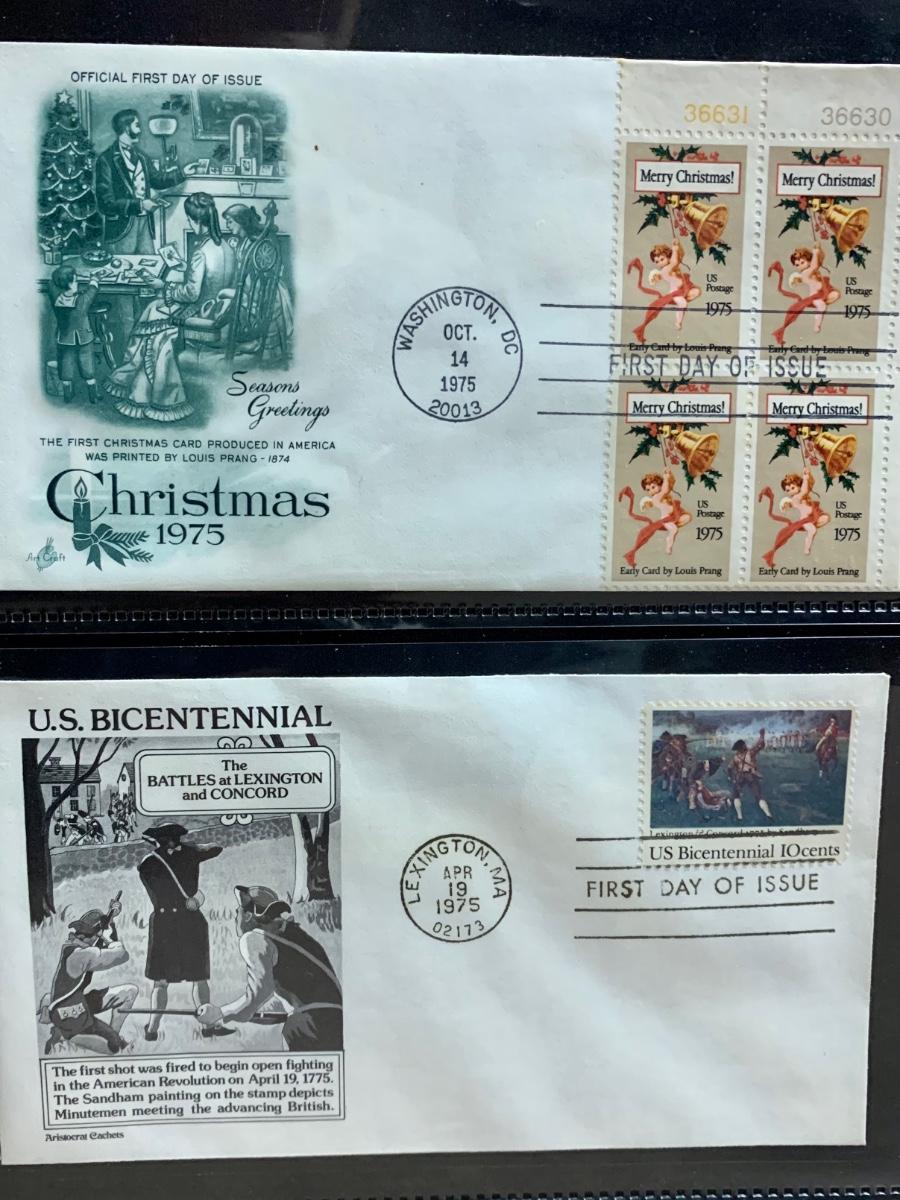 OFFICIAL FIRST DAY OF ISSUE
Seasons
Greetings
THE FIRST CHRISTMAS CARD PRODUCED IN AMERICA
WAS PRINTED BY LOUIS PRANG - 1874
Christmas
1975
Art Craft
WASHINGTON, DC
OCT.
14
1975
20013
36631
36630
Merry Christmas!
US
Postage
1975
Early Card by Louis Prang
Merry Christmas!
US
Postage
1975
Early Card by Louis Prang
FIRST DAY OF ISSUE
Merry Christmas!
US
Postage
1975
Early Card by Louis Prang
Merry Christmas!
US
Postage
1975
Early Card by Louis Prang
U.S. BICENTENNIAL
The
BATTLES at LEXINGTON
and CONCORD
The first shot was fired to begin open fighting
in the American Revolution on April 19, 1775.
The Sandham painting on the stamp depicts
Minutemen meeting the advancing British.
Aristocrat Cachets
LEXINGTON, MA
APR
19
1975
02173
Lexington & Concord 1775 by Sandham
US Bicentennial IOcents
FIRST DAY OF ISSUE